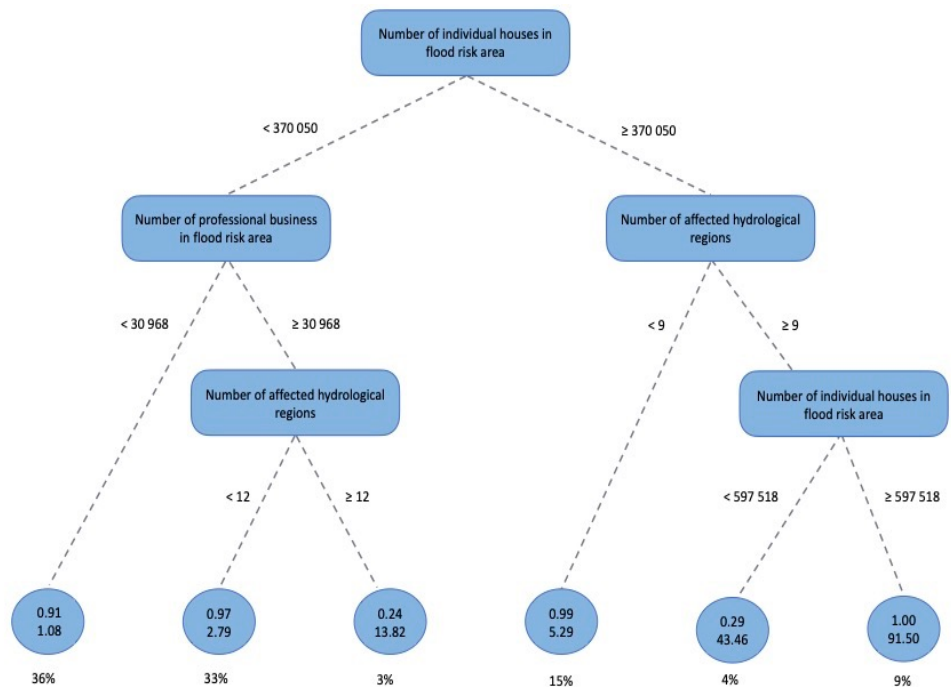 Number of individual houses in
flood risk area
< 370 050
≥ 370 050
Number of professional business
in flood risk area
Number of affected hydrological
regions
< 30 968
≥ 30 968
< 9
≥ 9
Number of affected hydrological
regions
Number of individual houses in
flood risk area
< 12
≥ 12
< 597 518
≥ 597 518
0.91
1.08
0.97
2.79
0.24
13.82
0.99
5.29
0.29
43.46
1.00
91.50
36%
33%
3%
15%
4%
9%